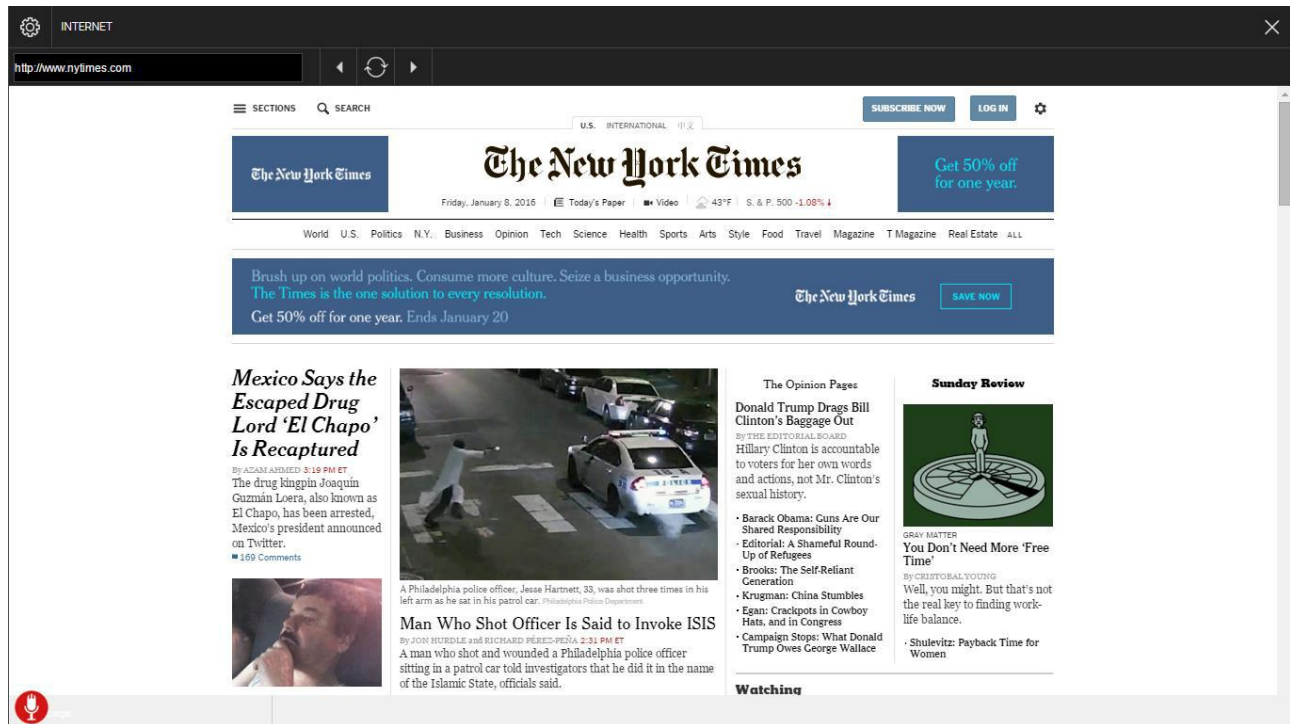 INTERNET
http://www.nytimes.com
SECTIONS SEARCH
SUBSCRIBE NOW LOG IN
U.S. INTERNATIONAL 中文
The New York Times
The New York Times
Get 50% off
for one year.
Friday, January 8, 2016 Today's Paper Video 43°F S. & P. 500 -1.08%
World U.S. Politics N.Y. Business Opinion Tech Science Health Sports Arts Style Food Travel Magazine T Magazine Real Estate ALL
Brush up on world politics. Consume more culture. Seize a business opportunity.
The Times is the one solution to every resolution.
Get 50% off for one year. Ends January 20
The New York Times SAVE NOW
Mexico Says the
Escaped Drug
Lord ‘El Chapo’
Is Recaptured
By AZAM AHMED 3:19 PM ET
The drug kingpin Joaquín
Guzmán Loera, also known as
El Chapo, has been arrested,
Mexico's president announced
on Twitter.
169 Comments
POLICE
A Philadelphia police officer, Jesse Hartnett, 33, was shot three times in his
left arm as he sat in his patrol car. Philadelphia Police Department
Man Who Shot Officer Is Said to Invoke ISIS
By JON HURDLE and RICHARD PÉREZ-PEÑA 2:31 PM ET
A man who shot and wounded a Philadelphia police officer
sitting in a patrol car told investigators that he did it in the name
of the Islamic State, officials said.
The Opinion Pages
Donald Trump Drags Bill
Clinton's Baggage Out
By THE EDITORIAL BOARD
Hillary Clinton is accountable
to voters for her own words
and actions, not Mr. Clinton's
sexual history.
• Barack Obama: Guns Are Our
Shared Responsibility
• Editorial: A Shameful Round-
Up of Refugees
• Brooks: The Self-Reliant
Generation
• Krugman: China Stumbles
• Egan: Crackpots in Cowboy
Hats, and in Congress
• Campaign Stops: What Donald
Trump Owes George Wallace
Watching
Sunday Review
GRAY MATTER
You Don't Need More ‘Free
Time’
By CRISTOBAL YOUNG
Well, you might. But that's not
the real key to finding work-
life balance.
• Shulevitz: Payback Time for
Women